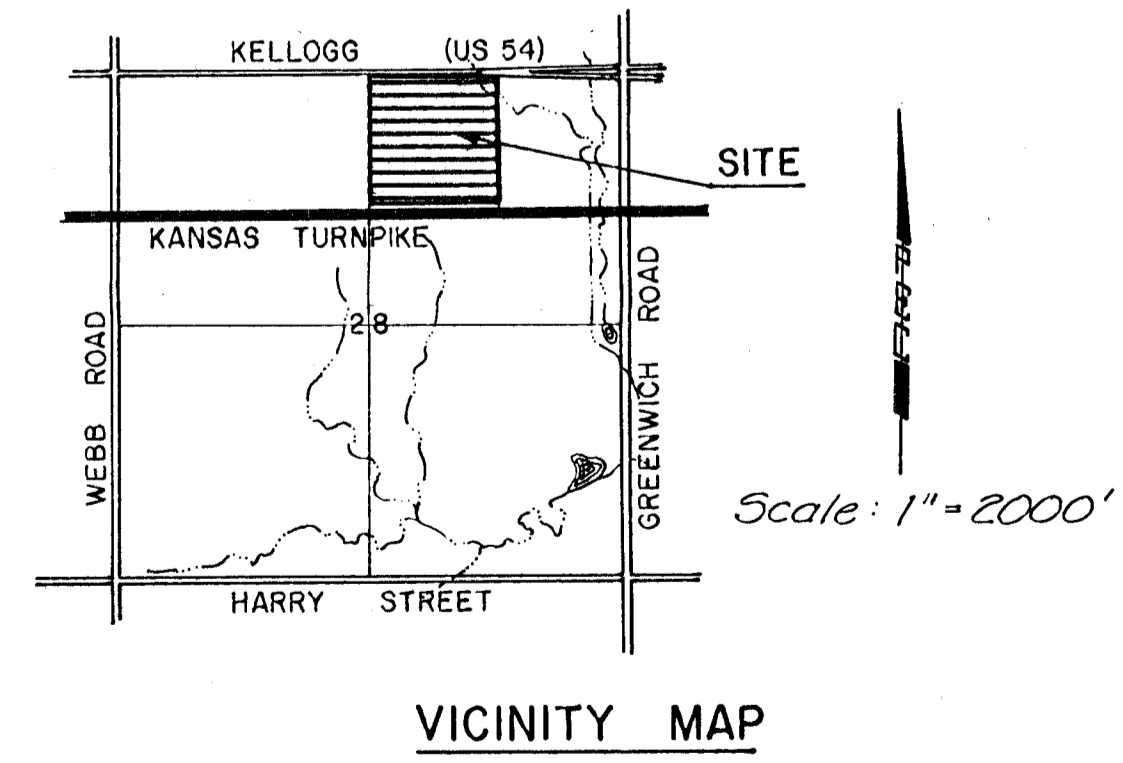 KELLOGG (US 54)
SITE
KANSAS TURNPIKE
28
WEBB ROAD
GREENWICH ROAD
Scale: 1" = 2000'
HARRY STREET
VICINITY MAP